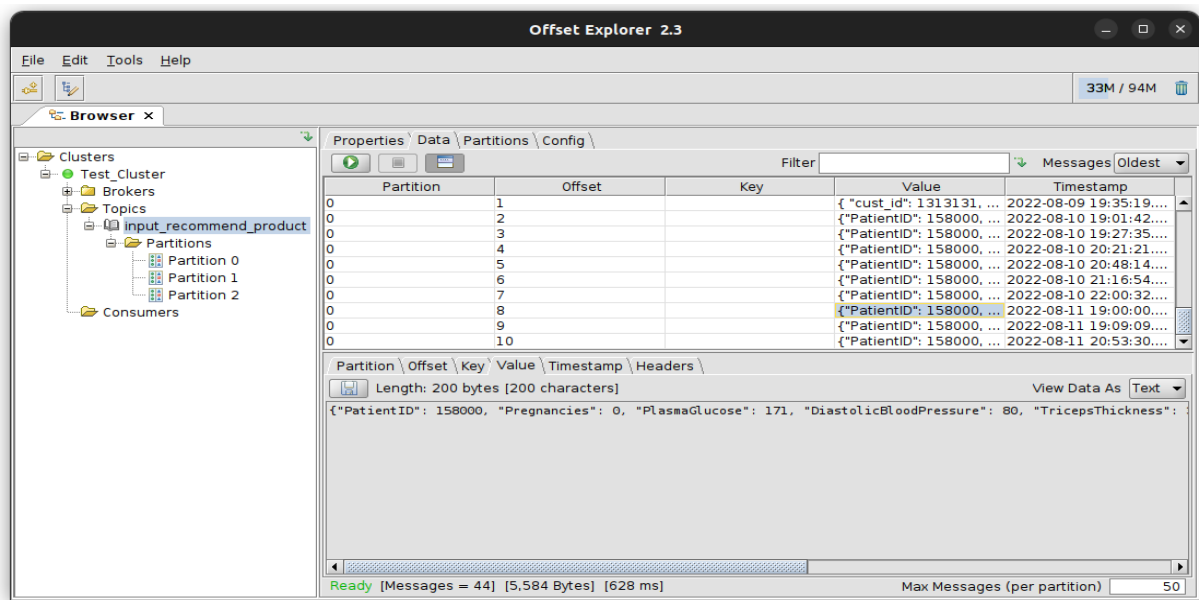 Offset Explorer 2.3
File Edit Tools Help
33M / 94M
Browser
Clusters
Test_Cluster
Brokers
Topics
input_recommend_product
Partitions
Partition 0
Partition 1
Partition 2
Consumers
Properties Data Partitions Config
Filter Messages Oldest
Partition Offset Key Value Timestamp
0 1 { "cust_id": 1313131, ... 2022-08-09 19:35:19....
0 2 {"PatientID": 158000, ... 2022-08-10 19:01:42....
0 3 {"PatientID": 158000, ... 2022-08-10 19:27:35....
0 4 {"PatientID": 158000, ... 2022-08-10 20:21:21....
0 5 {"PatientID": 158000, ... 2022-08-10 20:48:14....
0 6 {"PatientID": 158000, ... 2022-08-10 21:16:54....
0 7 {"PatientID": 158000, ... 2022-08-10 22:00:32....
0 8 {"PatientID": 158000, ... 2022-08-11 19:00:00....
0 9 {"PatientID": 158000, ... 2022-08-11 19:09:09....
0 10 {"PatientID": 158000, ... 2022-08-11 20:53:30....
Partition Offset Key Value Timestamp Headers
Length: 200 bytes [200 characters] View Data As Text
{"PatientID": 158000, "Pregnancies": 0, "PlasmaGlucose": 171, "DiastolicBloodPressure": 80, "TricepsThickness":
Ready [Messages = 44] [5,584 Bytes] [628 ms] Max Messages (per partition) 50